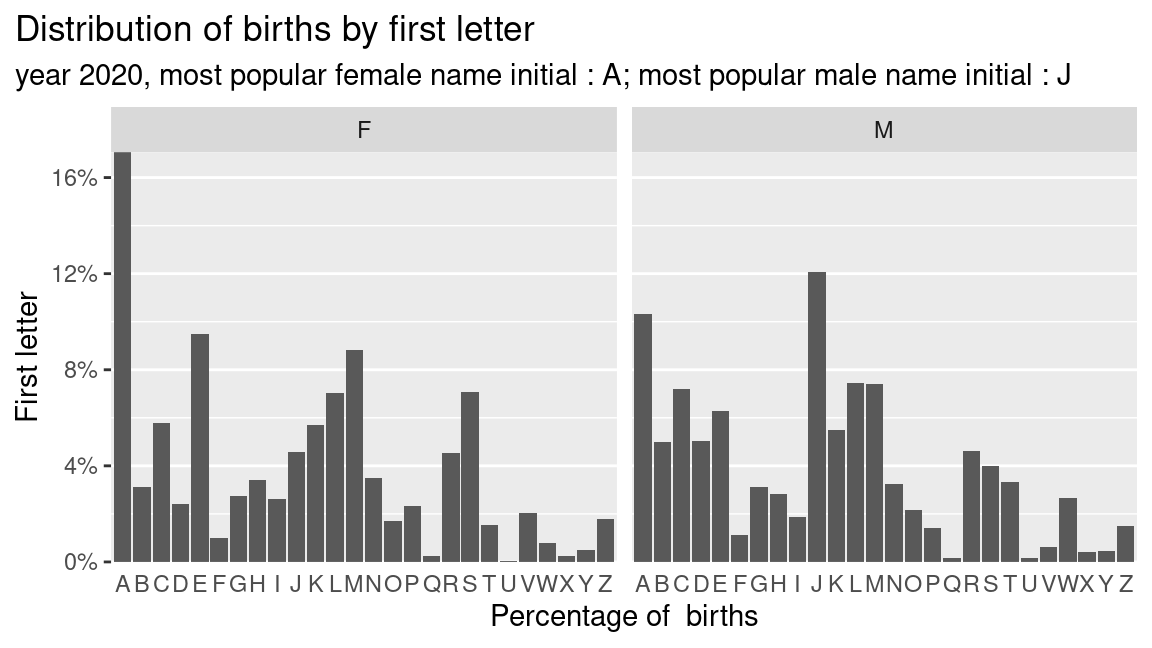 Distribution of births by first letter
year 2020, most popular female name initial : A; most popular male name initial : J
F
M
16%
12%
8%
4%
0%
First letter
A B C D E F G H I J K L M N O P Q R S T U V W X Y Z
A B C D E F G H I J K L M N O P Q R S T U V W X Y Z
Percentage of  births